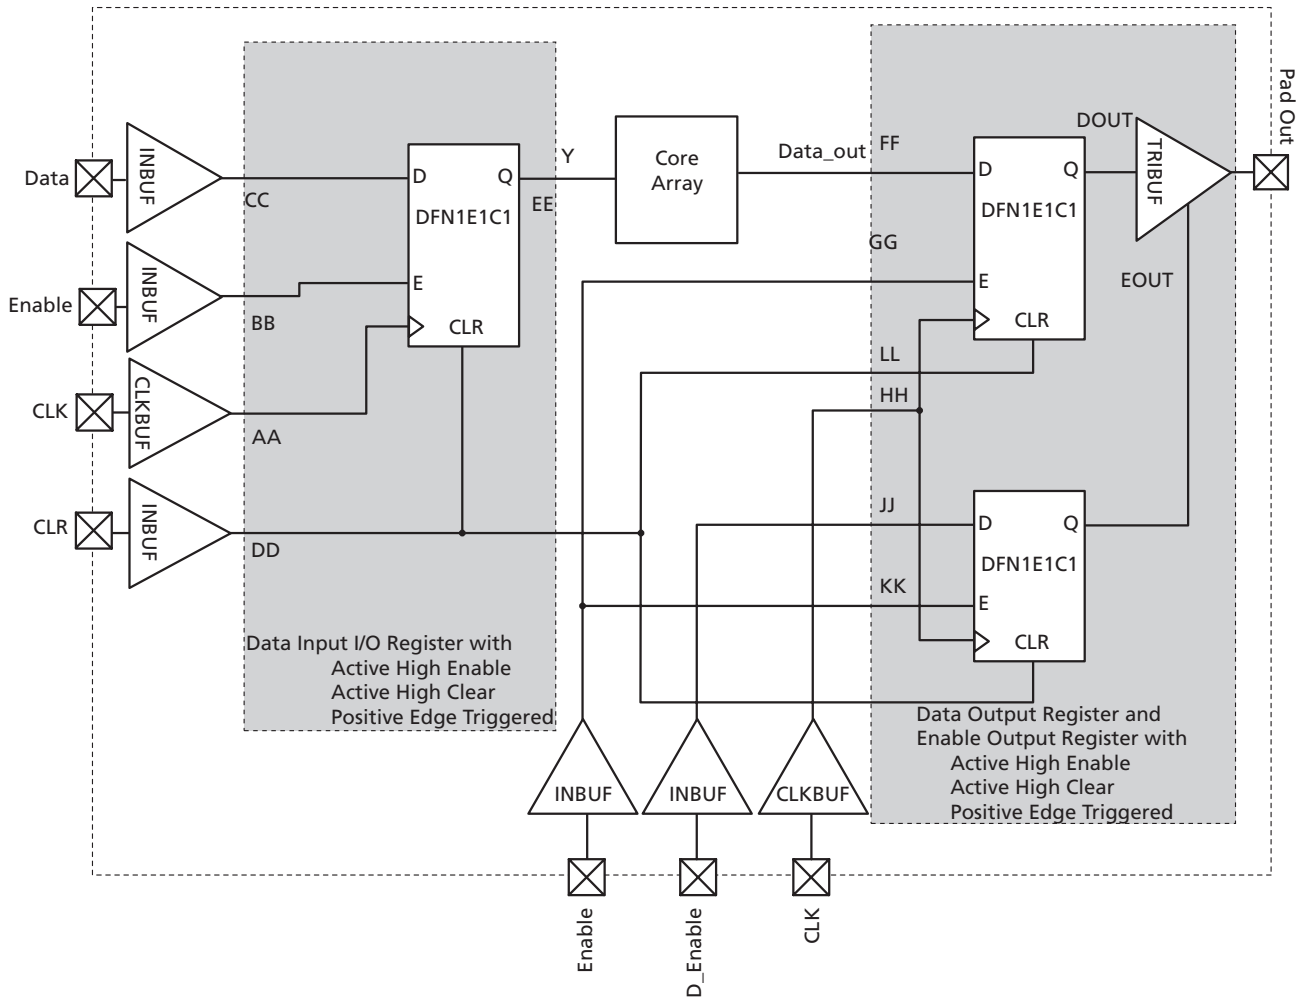 Pad Out
Data
INBUF
CC
D
Q
DFN1E1C1
E
CLR
Y
EE
Core
Array
Data_out
FF
D
Q
DFN1E1C1
E
CLR
DOUT
TRIBUF
EOUT
GG
Enable
INBUF
BB
CLK
CLKBUF
AA
LL
HH
CLR
INBUF
DD
JJ
KK
D
Q
DFN1E1C1
E
CLR
Data Input I/O Register with
Active High Enable
Active High Clear
Positive Edge Triggered
Data Output Register and
Enable Output Register with
Active High Enable
Active High Clear
Positive Edge Triggered
INBUF
INBUF
CLKBUF
Enable
D_Enable
CLK